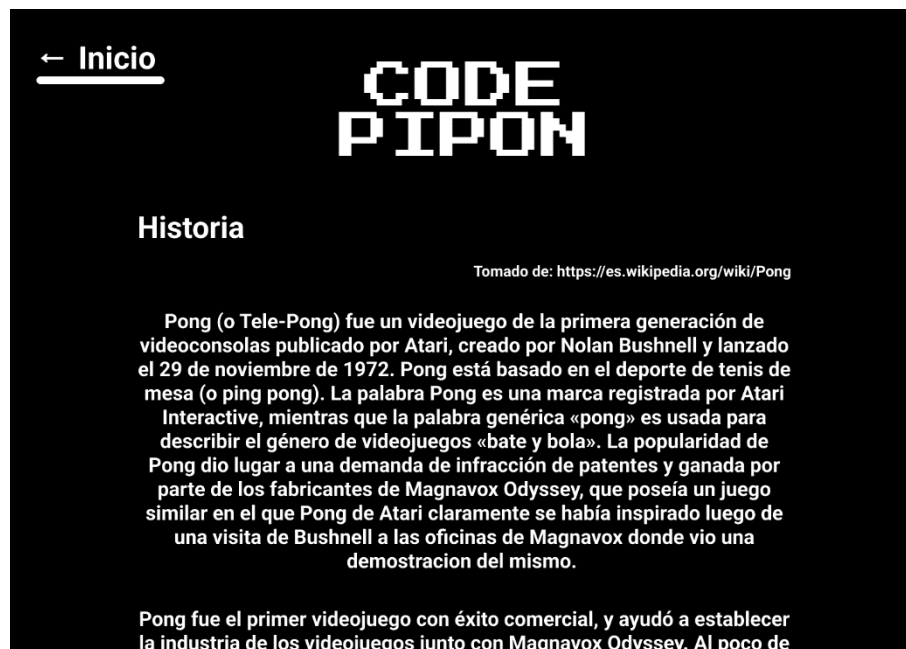 ← Inicio
CODE
PIPON
Historia
Tomado de: https://es.wikipedia.org/wiki/Pong
Pong (o Tele-Pong) fue un videojuego de la primera generación de
videoconsolas publicado por Atari, creado por Nolan Bushnell y lanzado
el 29 de noviembre de 1972. Pong está basado en el deporte de tenis de
mesa (o ping pong). La palabra Pong es una marca registrada por Atari
Interactive, mientras que la palabra genérica «pong» es usada para
describir el género de videojuegos «bate y bola». La popularidad de
Pong dio lugar a una demanda de infracción de patentes y ganada por
parte de los fabricantes de Magnavox Odyssey, que poseía un juego
similar en el que Pong de Atari claramente se había inspirado luego de
una visita de Bushnell a las oficinas de Magnavox donde vio una
demostracion del mismo.
Pong fue el primer videojuego con éxito comercial, y ayudó a establecer
la industria de los videojuegos junto con Magnavox Odyssey. Al poco de